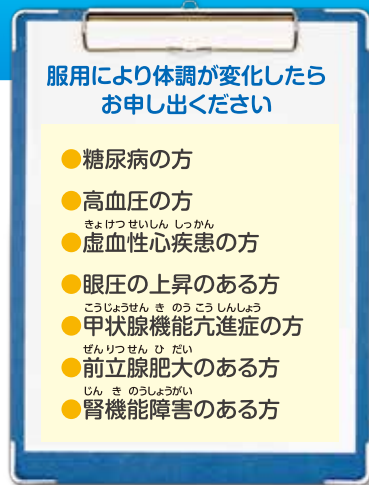 服用により体調が変化したら
お申し出ください
●糖尿病の方
●高血圧の方
きょけつせいしん しっかん
●虚血性心疾患の方
●眼圧の上昇のある方
こうじょうせん き のう こう しんしょう
●甲状腺機能亢進症の方
ぜんりつせん ひ だい
●前立腺肥大のある方
じん き のうしょうがい
●腎機能障害のある方